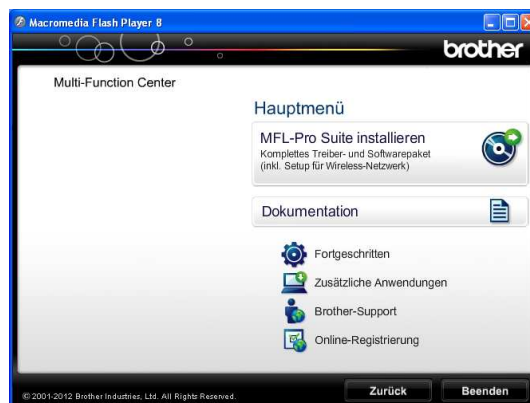 Macromedia Flash Player 8
brother
Multi-Function Center
Hauptmenü
MFL-Pro Suite installieren
Komplettes Treiber- und Softwarepaket
(inkl. Setup für Wireless-Netzwerk)
Dokumentation
Fortgeschritten
Zusätzliche Anwendungen
Brother-Support
Online-Registrierung
© 2001-2012 Brother Industries, Ltd. All Rights Reserved.
Zurück
Beenden